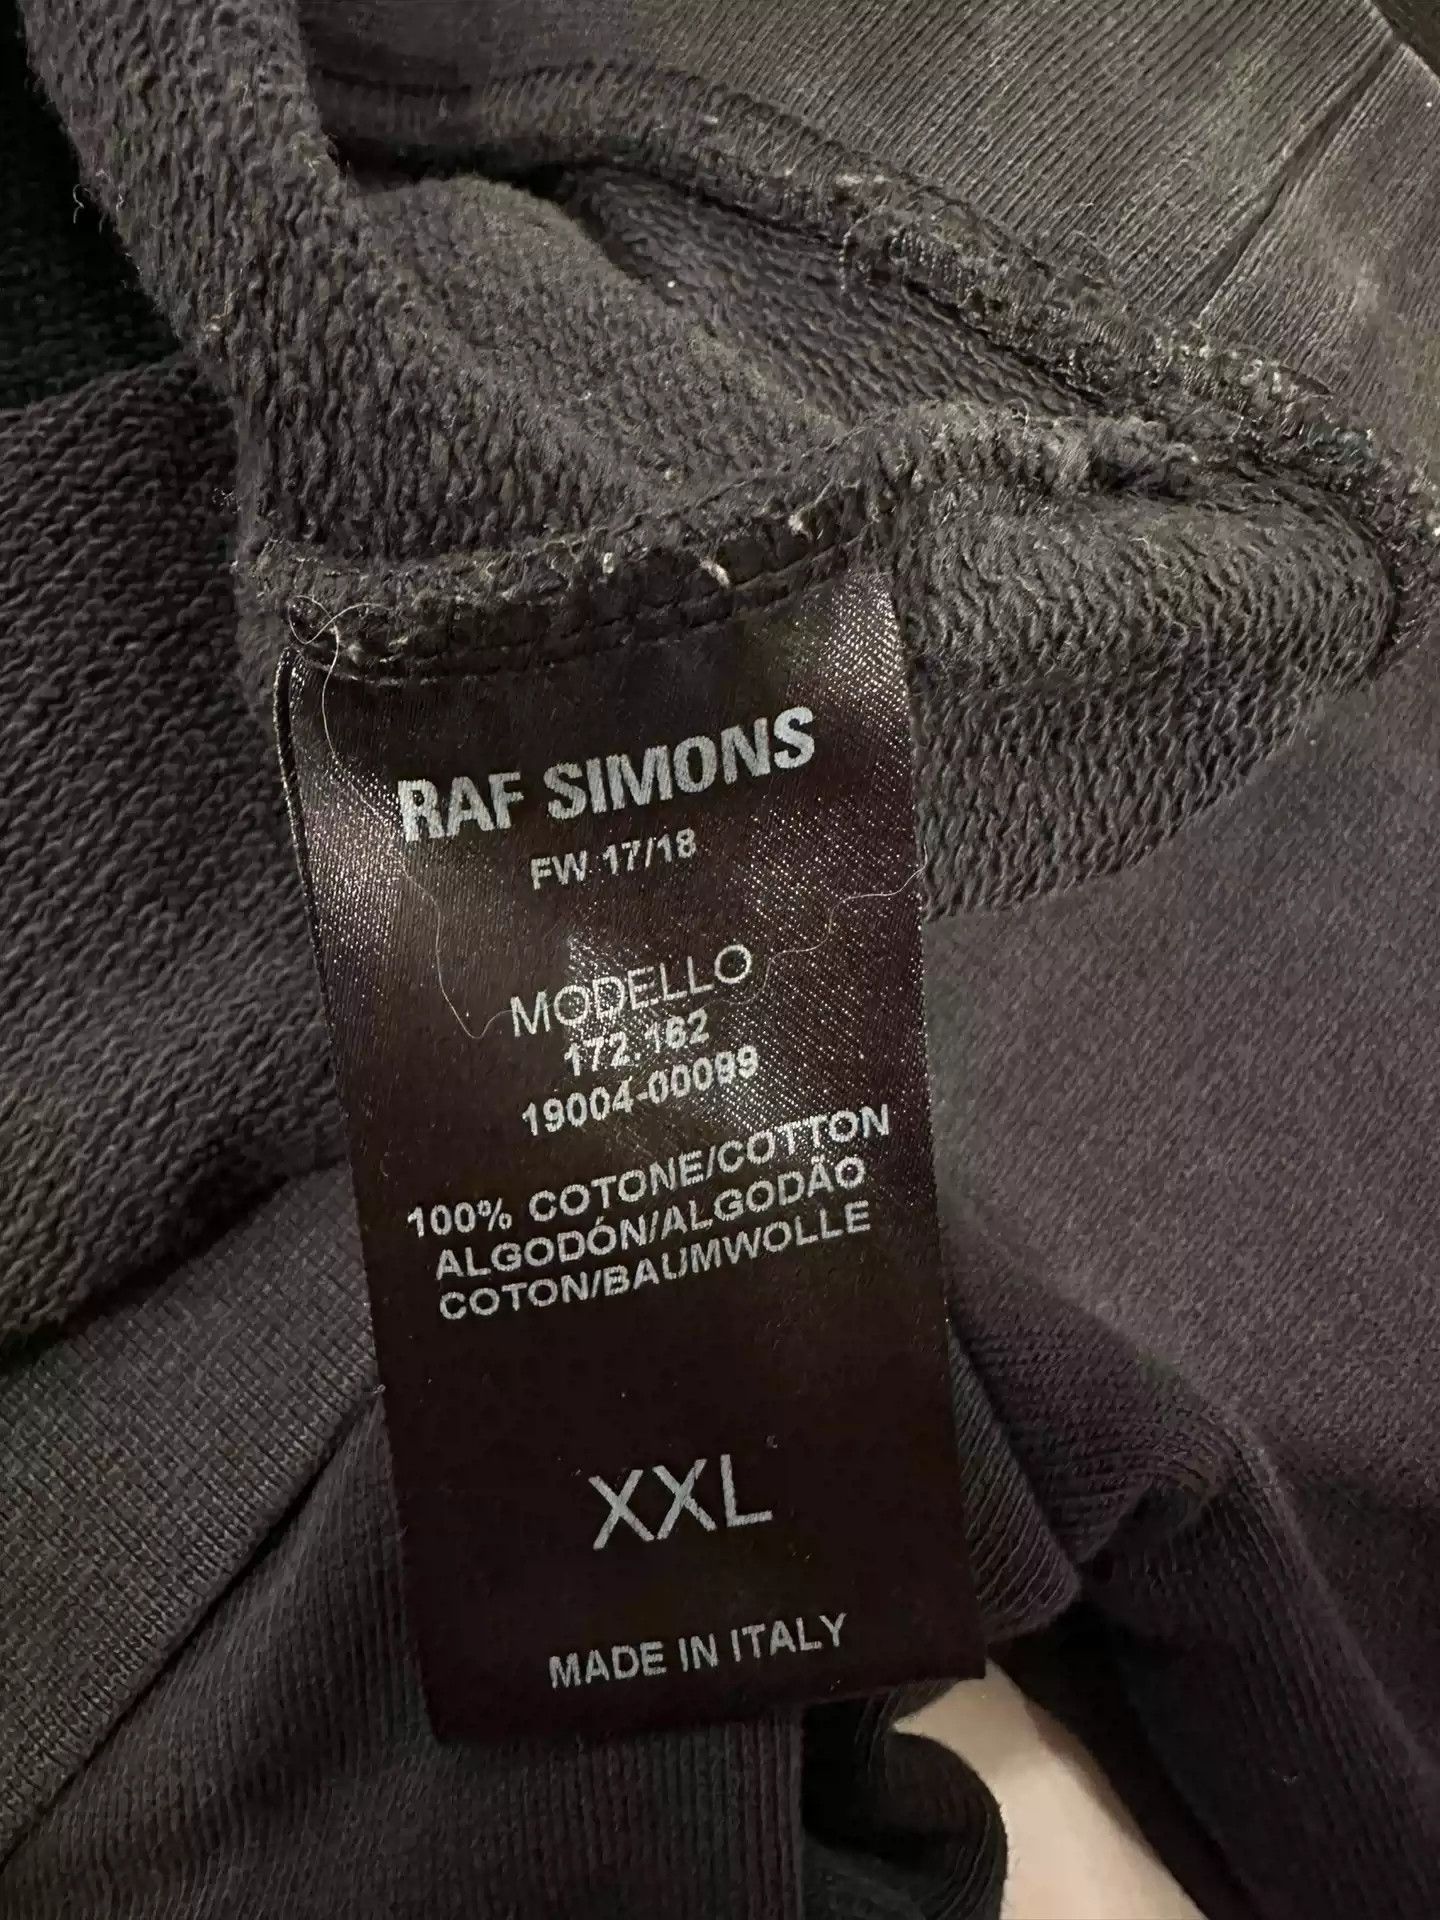 RAF SIMONS
FW 17/18
MODELLO
172.162
19004-00099
100% COTONE/COTTON
ALGODÓN/ALGODÃO
COTON/BAUMWOLLE
XXL
MADE IN ITALY